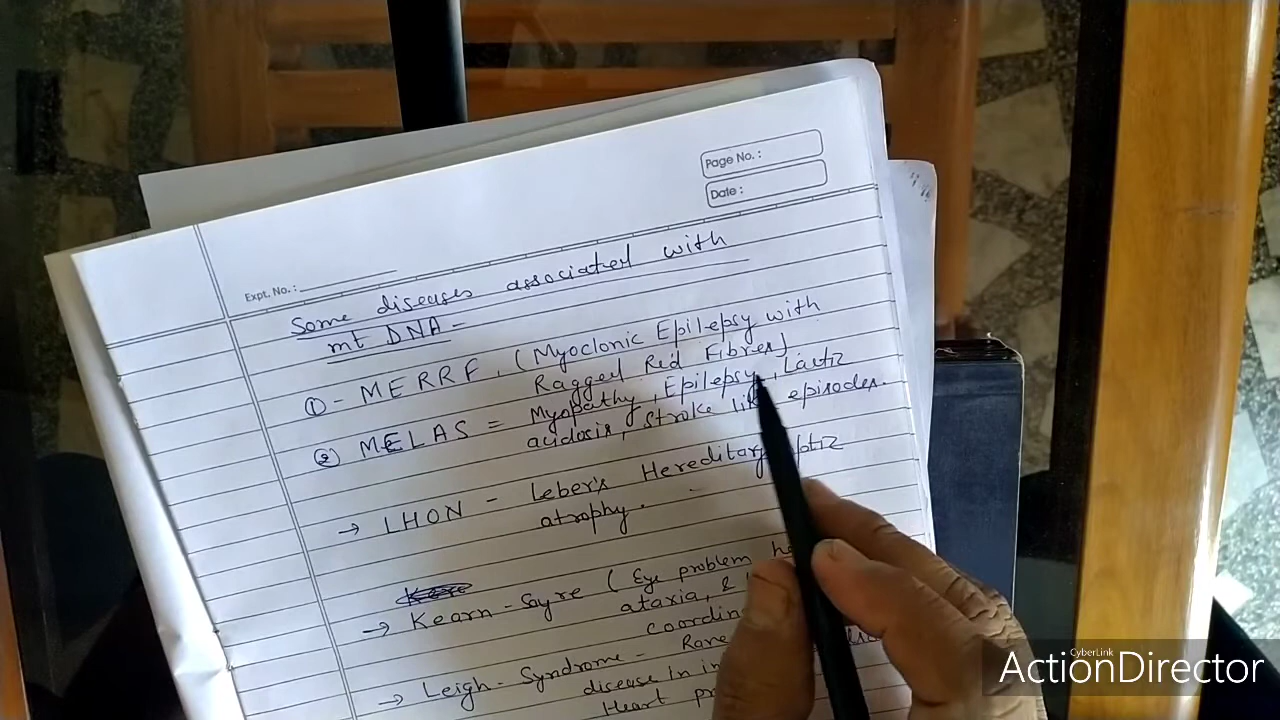 Page No. :
Date :
Expt. No. :
Some diseases associated with
mt DNA -
① - MERRF. (Myoclonic Epilepsy with
Ragged Red Fibres)
② MELAS = Myopathy, Epilepsy, Lactic
acidosis, Stroke like episodes.
→ LHON - Leber's Hereditary optic
atrophy.
→ Kearn - Sayre ( Eye problem
ataxia, &
→ Leigh - Syndrome - Rare
disease in
Heart
CyberLink
ActionDirector